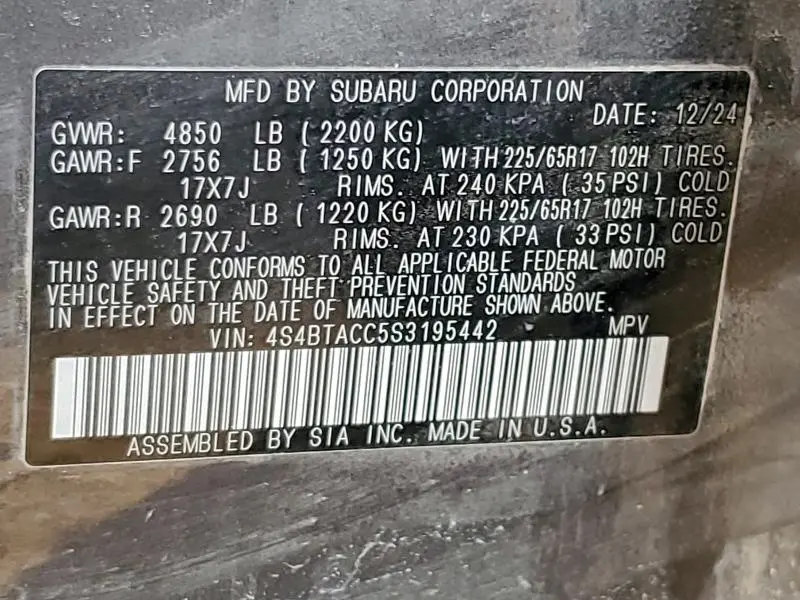 MFD BY SUBARU CORPORATION
DATE: 12/24
GVWR: 4850 LB (2200 KG)
GAWR:F 2756 LB (1250 KG) WITH 225/65R17 102H TIRES.
17X7J RIMS. AT 240 KPA (35 PSI) COLD
GAWR:R 2690 LB (1220 KG) WITH 225/65R17 102H TIRES.
17X7J RIMS. AT 230 KPA (33 PSI) COLD
THIS VEHICLE CONFORMS TO ALL APPLICABLE FEDERAL MOTOR
VEHICLE SAFETY AND THEFT PREVENTION STANDARDS
IN EFFECT ON THE DATE OF MANUFACTURE SHOWN ABOVE.
VIN: 4S4BTACC5S3195442 MPV
ASSEMBLED BY SIA INC. MADE IN U.S.A.